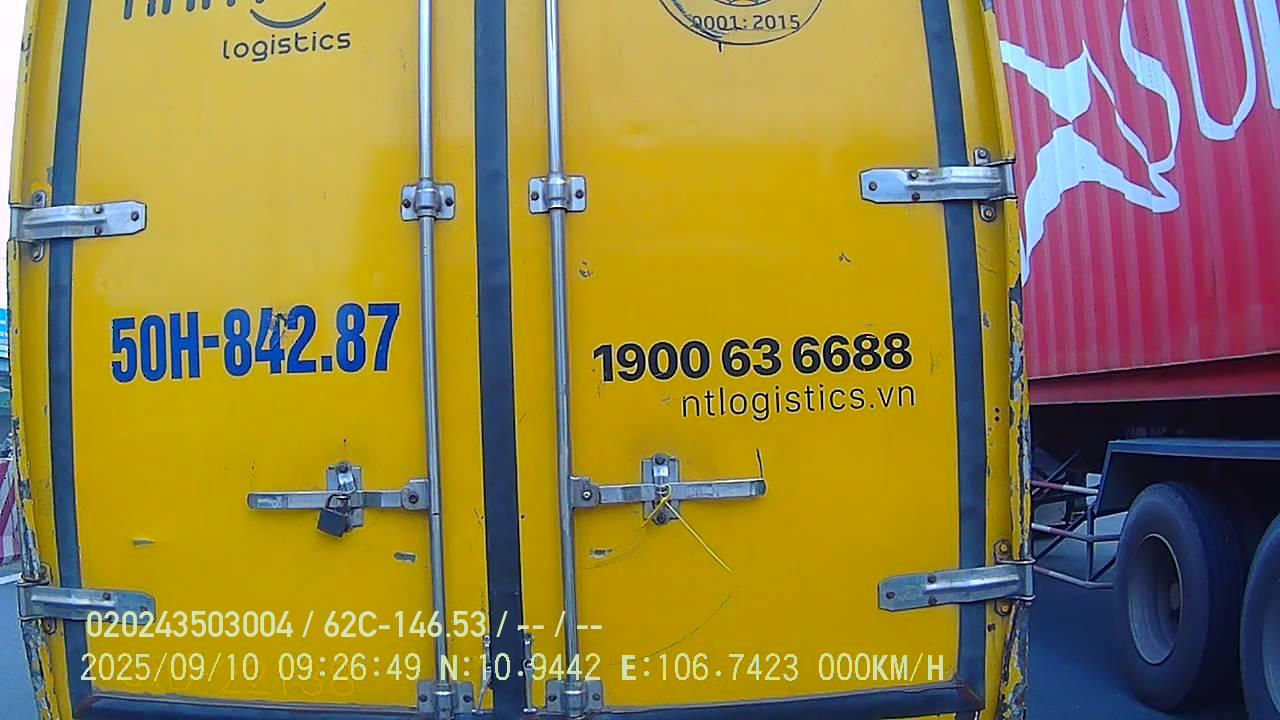 logistics
9001:2015
50H-842.87
1900 63 6688
ntlogistics.vn
020243503004 / 62C-146.53 / -- / --
2025/09/10 09:26:49 N:10.9442 E:106.7423 000KM/H